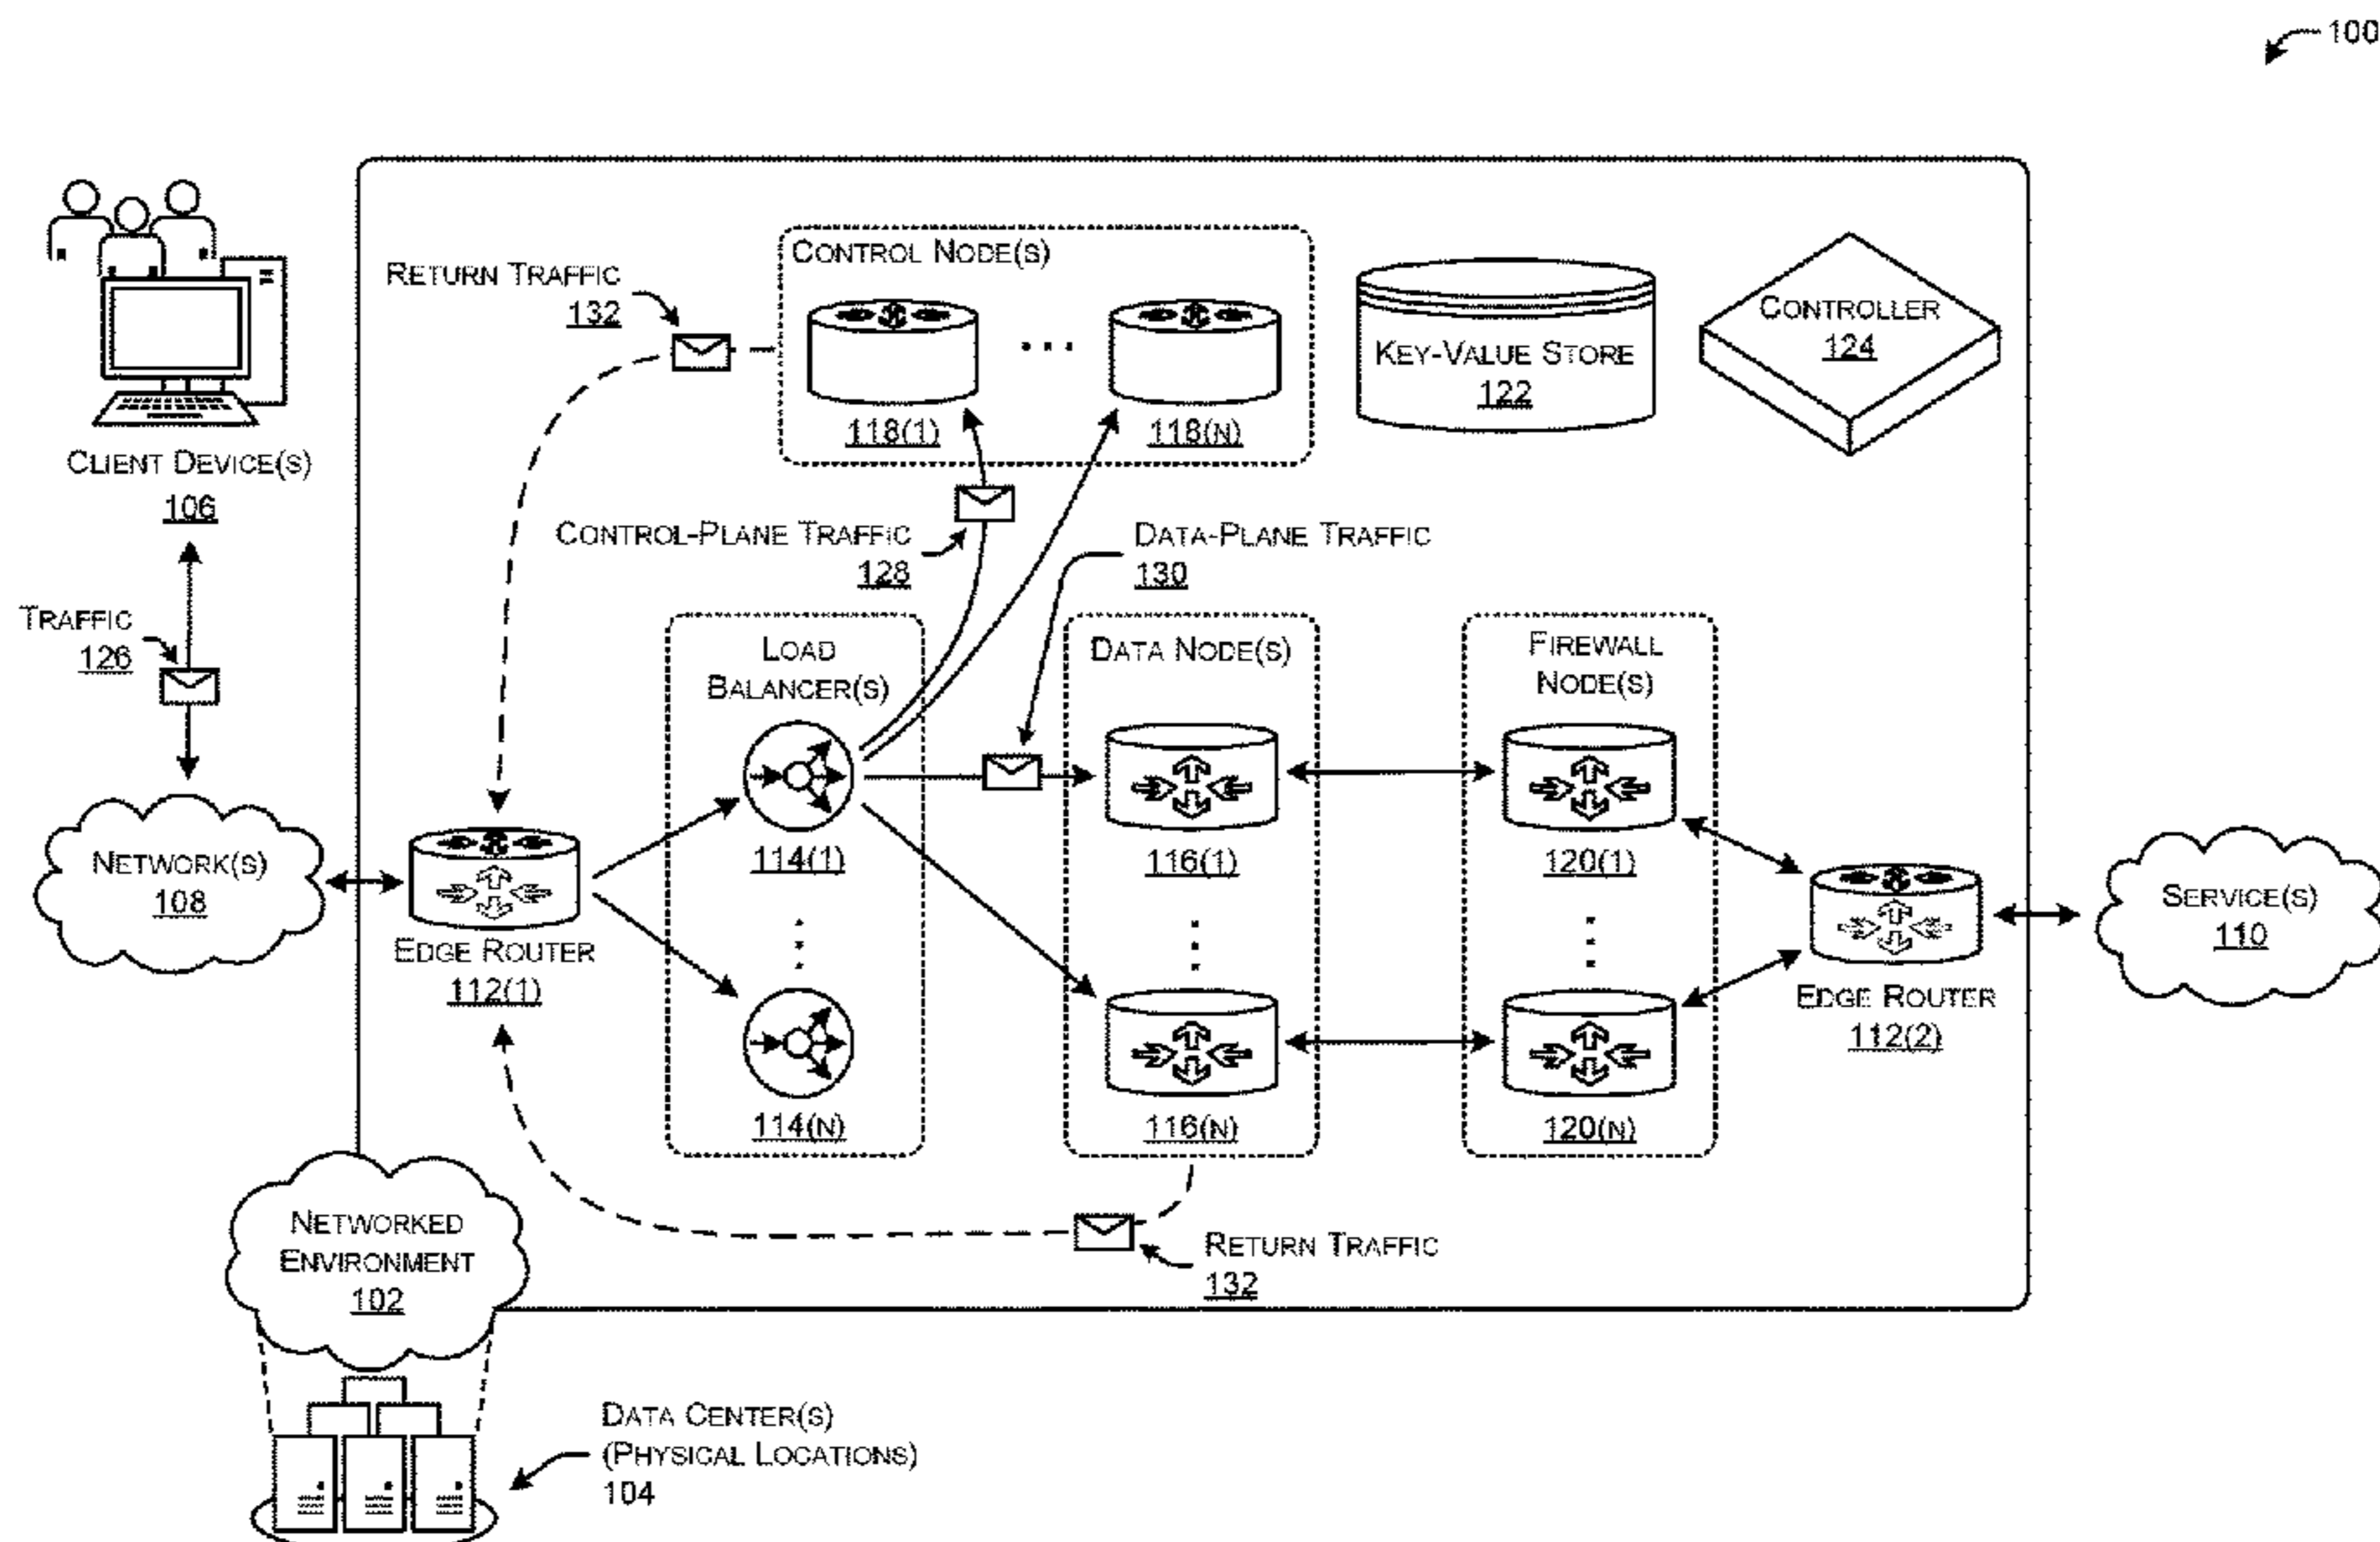 100
RETURN TRAFFIC
132
CONTROL NODE(S)
118(1)
118(N)
KEY-VALUE STORE
122
CONTROLLER
124
CLIENT DEVICE(S)
106
CONTROL-PLANE TRAFFIC
128
DATA-PLANE TRAFFIC
130
TRAFFIC
126
LOAD
BALANCER(S)
114(1)
114(N)
DATA NODE(S)
116(1)
116(N)
FIREWALL
NODE(S)
120(1)
120(N)
NETWORK(S)
108
EDGE ROUTER
112(1)
EDGE ROUTER
112(2)
SERVICE(S)
110
NETWORKED
ENVIRONMENT
102
RETURN TRAFFIC
132
DATA CENTER(S)
(PHYSICAL LOCATIONS)
104